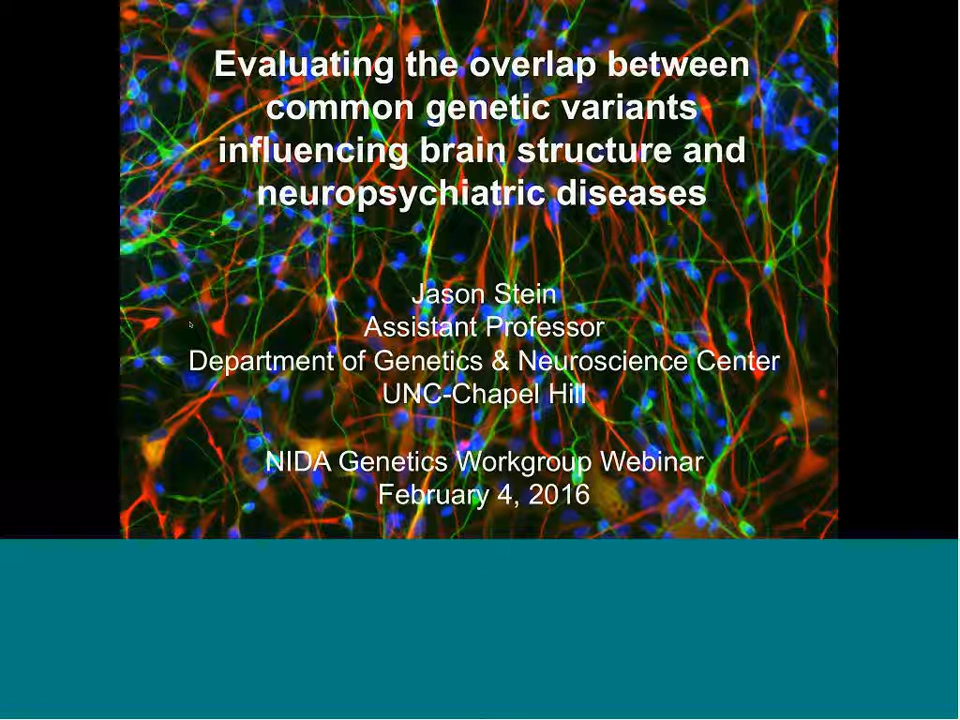 Evaluating the overlap between
common genetic variants
influencing brain structure and
neuropsychiatric diseases
Jason Stein
Assistant Professor
Department of Genetics & Neuroscience Center
UNC-Chapel Hill
NIDA Genetics Workgroup Webinar
February 4, 2016